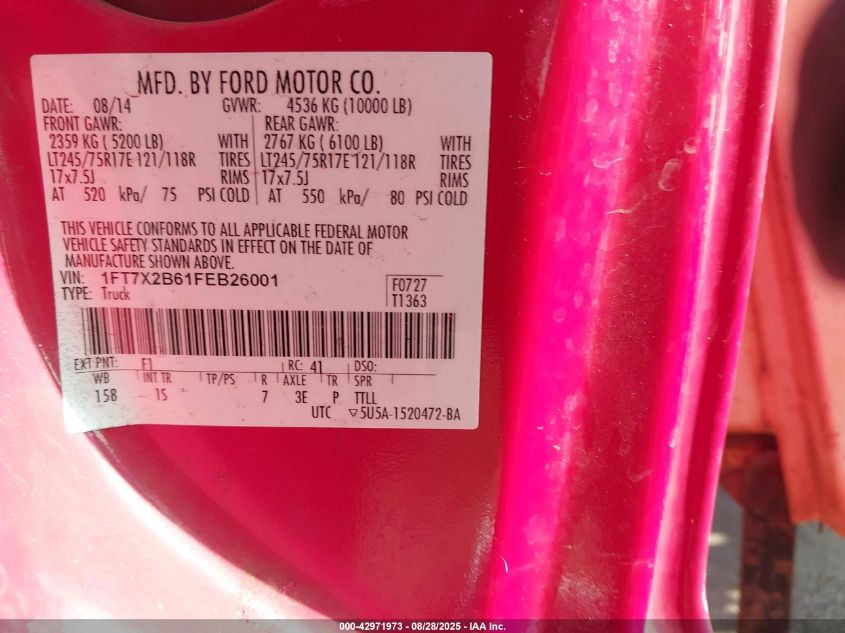 MFD. BY FORD MOTOR CO.
DATE: 08/14 GVWR: 4536 KG (10000 LB)
FRONT GAWR: REAR GAWR:
2359 KG ( 5200 LB) WITH 2767 KG ( 6100 LB) WITH
LT245/75R17E 121/118R TIRES LT245/75R17E 121/118R TIRES
17x7.5J RIMS 17x7.5J RIMS
AT 520 kPa/ 75 PSI COLD AT 550 kPa/ 80 PSI COLD
THIS VEHICLE CONFORMS TO ALL APPLICABLE FEDERAL MOTOR
VEHICLE SAFETY STANDARDS IN EFFECT ON THE DATE OF
MANUFACTURE SHOWN ABOVE.
VIN: 1FT7X2B61FEB26001 F0727
TYPE: Truck T1363
EXT PNT: F1 RC: 41 DSO:
WB INT TR TP/PS R AXLE TR SPR
158 1S 7 3E P TTLL
UTC ▽5U5A-1520472-BA
000-42971973 - 08/28/2025 - IAA Inc.